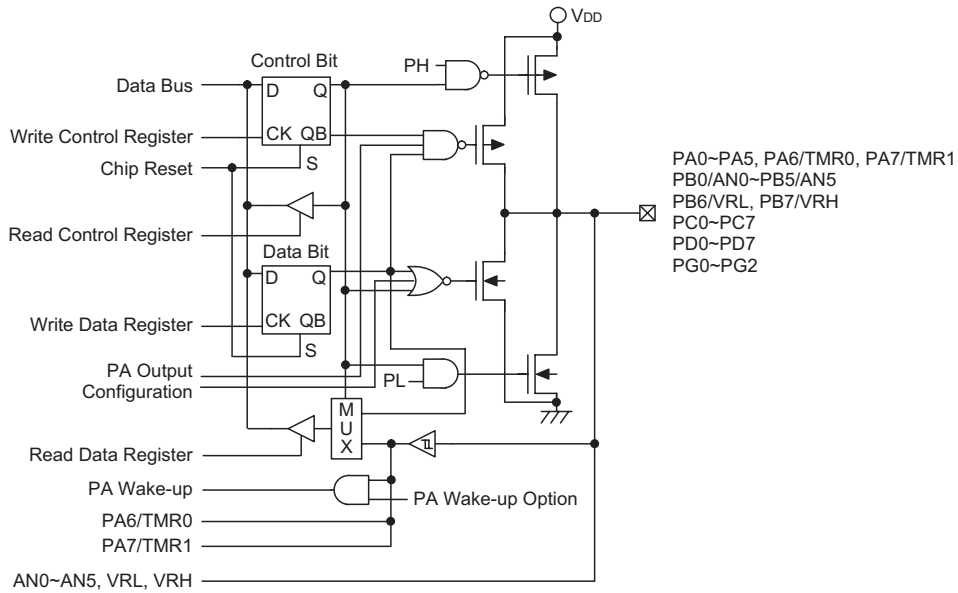 VDD
Control Bit
PH
Data Bus
D Q
Write Control Register
CK QB
Chip Reset
S
PA0~PA5, PA6/TMR0, PA7/TMR1
PB0/AN0~PB5/AN5
PB6/VRL, PB7/VRH
PC0~PC7
PD0~PD7
PG0~PG2
Read Control Register
Data Bit
D Q
Write Data Register
CK QB
S
PA Output
Configuration
PL
M
U
X
Read Data Register
PA Wake-up
PA Wake-up Option
PA6/TMR0
PA7/TMR1
AN0~AN5, VRL, VRH